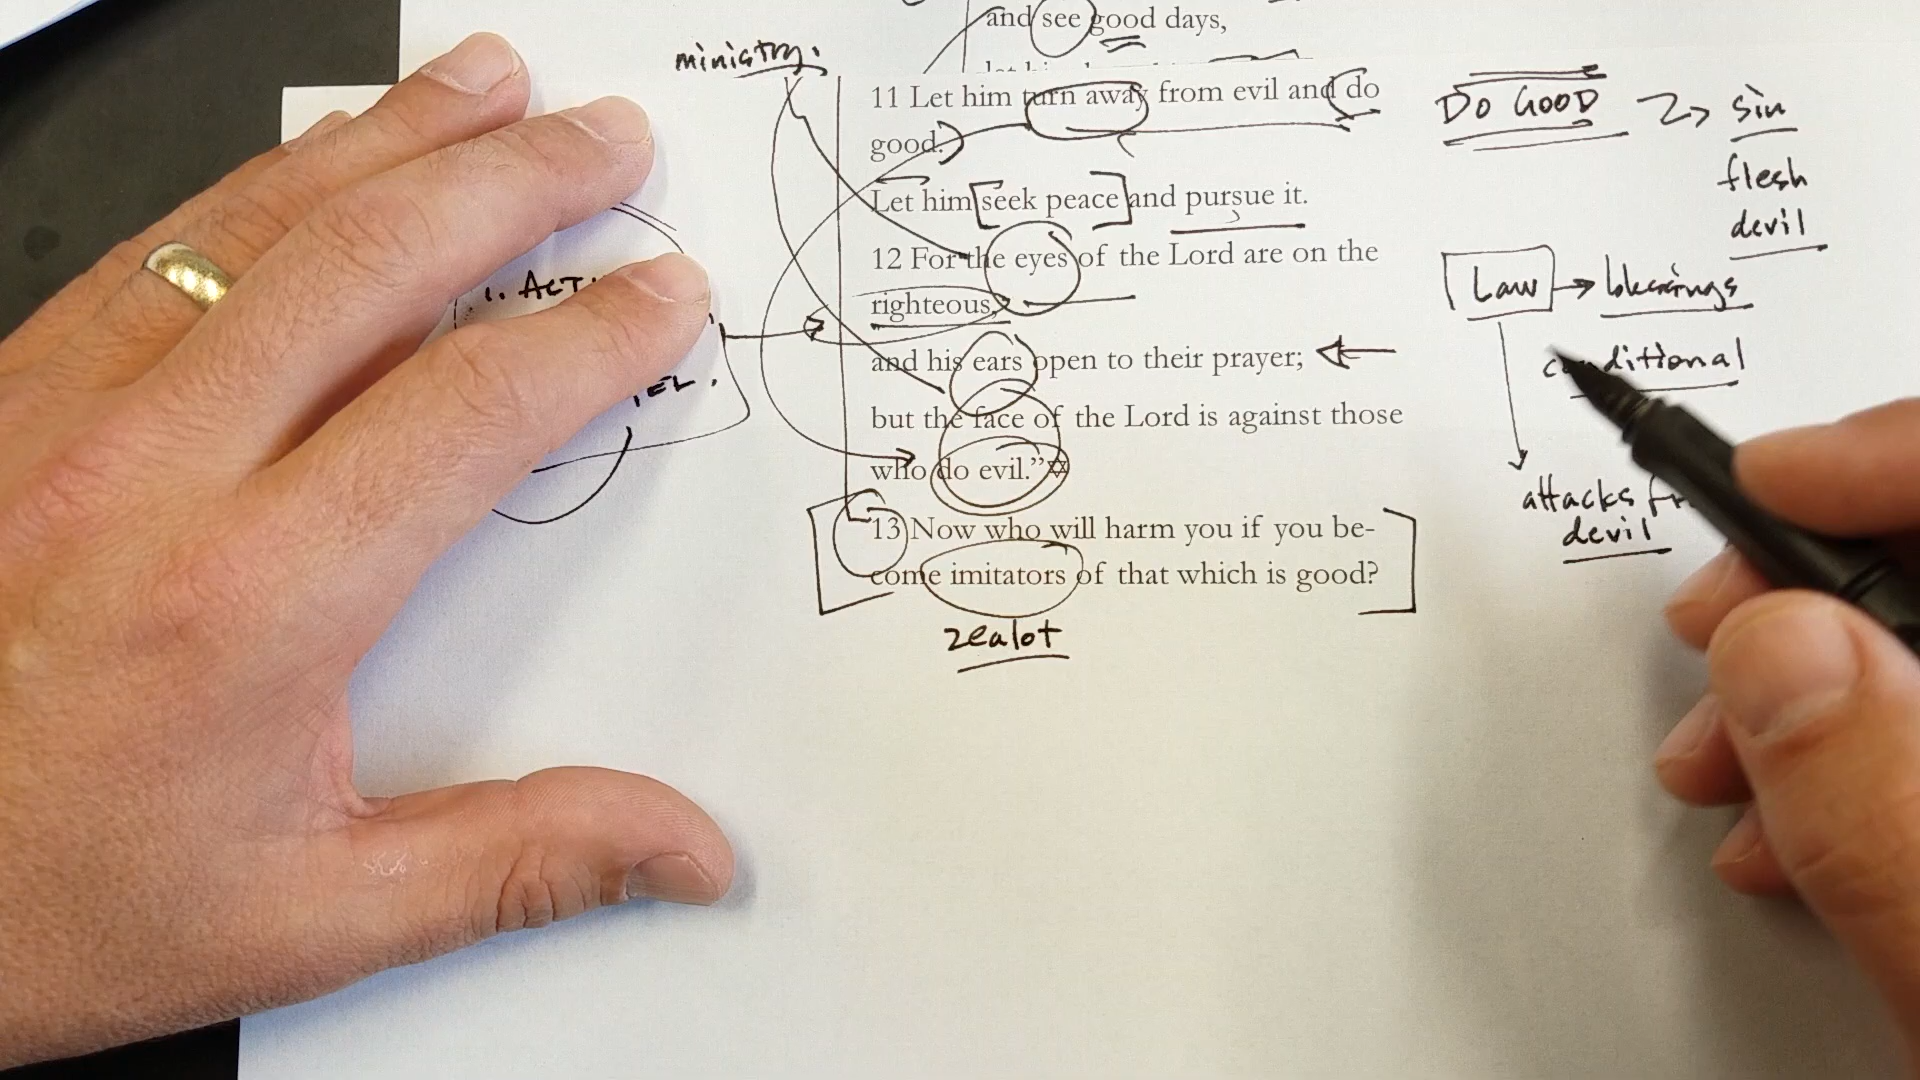 and see good days,
ministry.
11 Let him turn away from evil and do
good.
Let him seek peace and pursue it.
12 For the eyes of the Lord are on the
righteous,
and his ears open to their prayer;
but the face of the Lord is against those
who do evil.”✡
13 Now who will harm you if you be-
come imitators of that which is good?
zealot
DO GOOD → sin
flesh
devil
Law → blessings
conditional
attacks
devil
1.